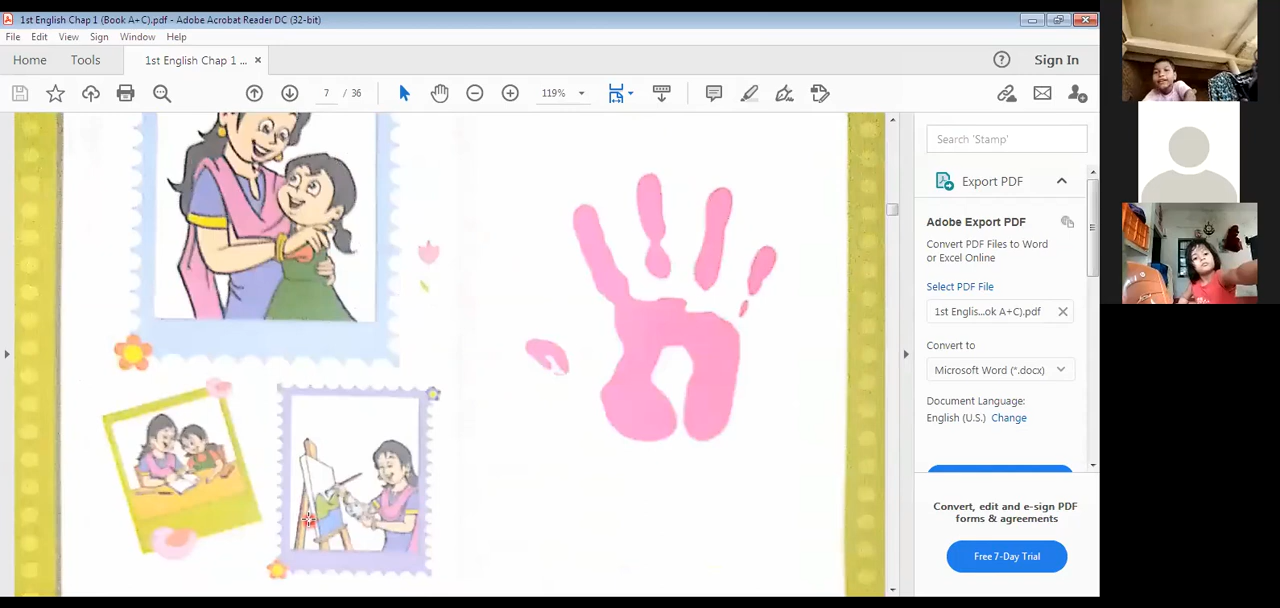 1st English Chap 1 (Book A+C).pdf - Adobe Acrobat Reader DC (32-bit)
File Edit View Sign Window Help
Home Tools 1st English Chap 1 ... × Sign In
7 / 36 119%
Search 'Stamp'
Export PDF
Adobe Export PDF
Convert PDF Files to Word
or Excel Online
Select PDF File
1st Englis...ok A+C).pdf
Convert to
Microsoft Word (*.docx)
Document Language:
English (U.S.) Change
Convert, edit and e-sign PDF
forms & agreements
Free 7-Day Trial